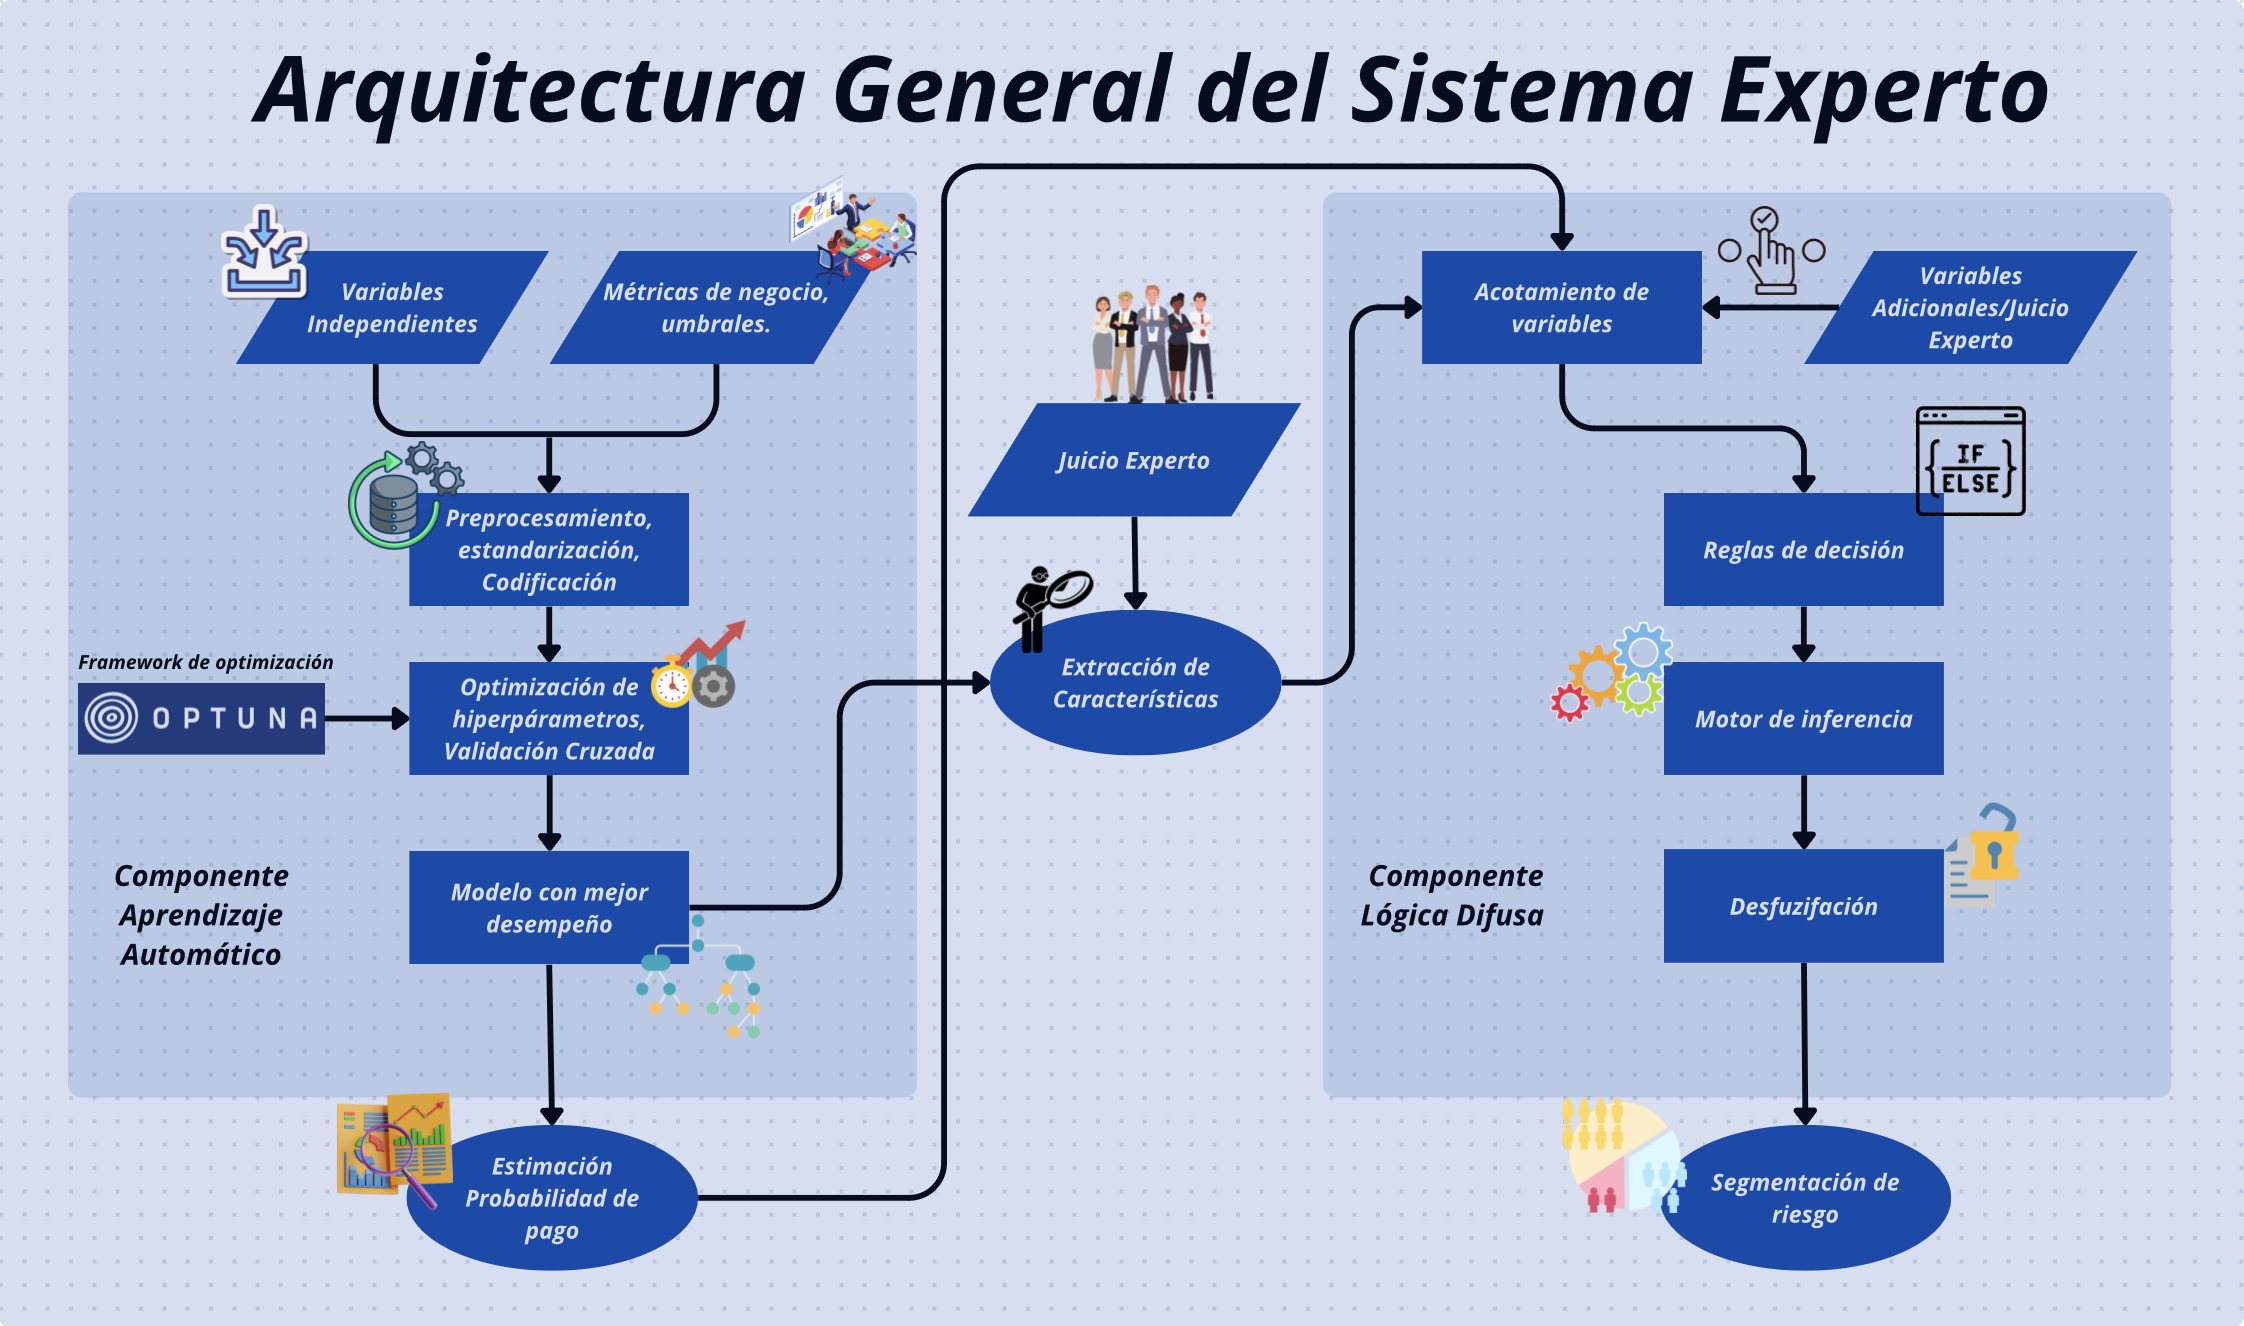 Arquitectura General del Sistema Experto
Variables
Independientes
Métricas de negocio,
umbrales.
Preprocesamiento,
estandarización,
Codificación
Framework de optimización
OPTUNA
Optimización de
hiperpárametros,
Validación Cruzada
Componente
Aprendizaje
Automático
Modelo con mejor
desempeño
Estimación
Probabilidad de
pago
Juicio Experto
Extracción de
Características
Acotamiento de
variables
Variables
Adicionales/Juicio
Experto
IF
ELSE
Reglas de decisión
Motor de inferencia
Componente
Lógica Difusa
Desfuzifación
Segmentación de
riesgo